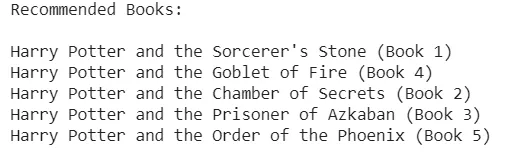 Recommended Books:
Harry Potter and the Sorcerer's Stone (Book 1)
Harry Potter and the Goblet of Fire (Book 4)
Harry Potter and the Chamber of Secrets (Book 2)
Harry Potter and the Prisoner of Azkaban (Book 3)
Harry Potter and the Order of the Phoenix (Book 5)